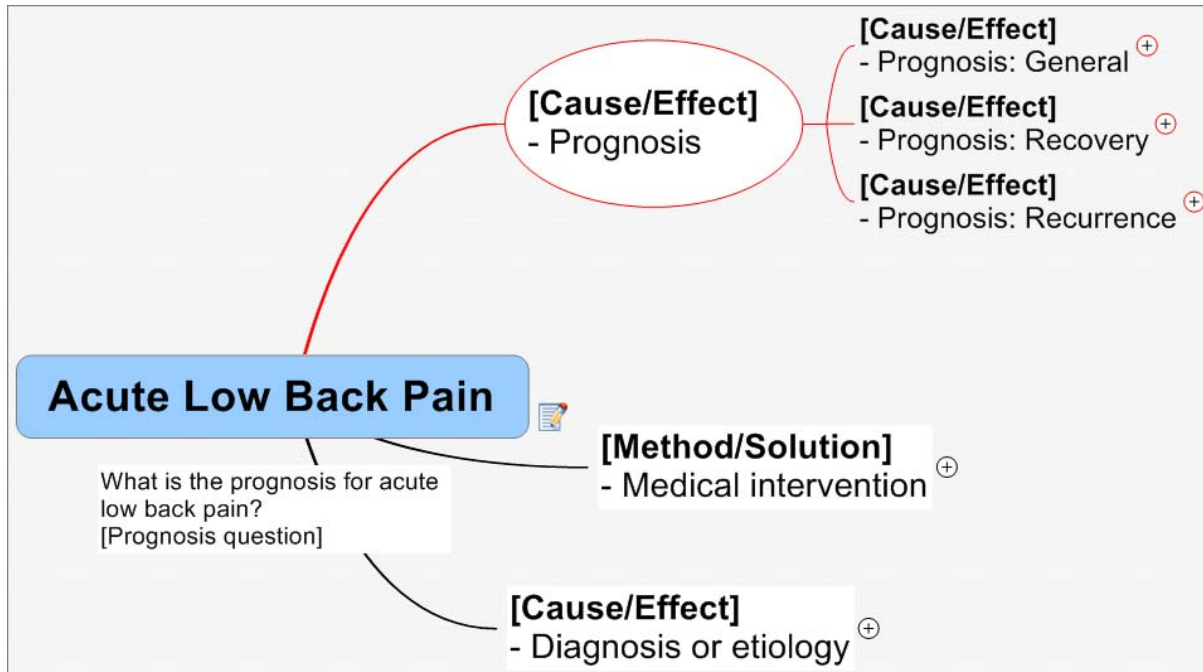 [Cause/Effect]
- Prognosis: General
[Cause/Effect]
- Prognosis
[Cause/Effect]
- Prognosis: Recovery
[Cause/Effect]
- Prognosis: Recurrence
Acute Low Back Pain
[Method/Solution]
- Medical intervention
What is the prognosis for acute
low back pain?
[Prognosis question]
[Cause/Effect]
- Diagnosis or etiology